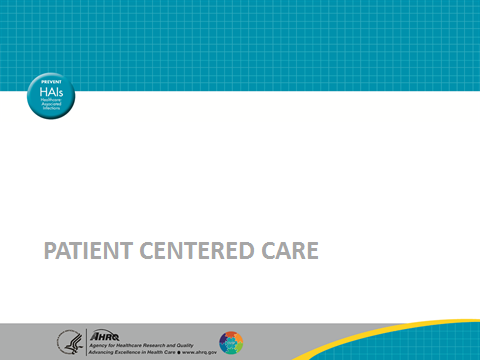 PREVENT
HAIs
Healthcare
Associated
Infections
PATIENT CENTERED CARE
AHRQ
Agency for Healthcare Research and Quality
Advancing Excellence in Health Care • www.ahrq.gov